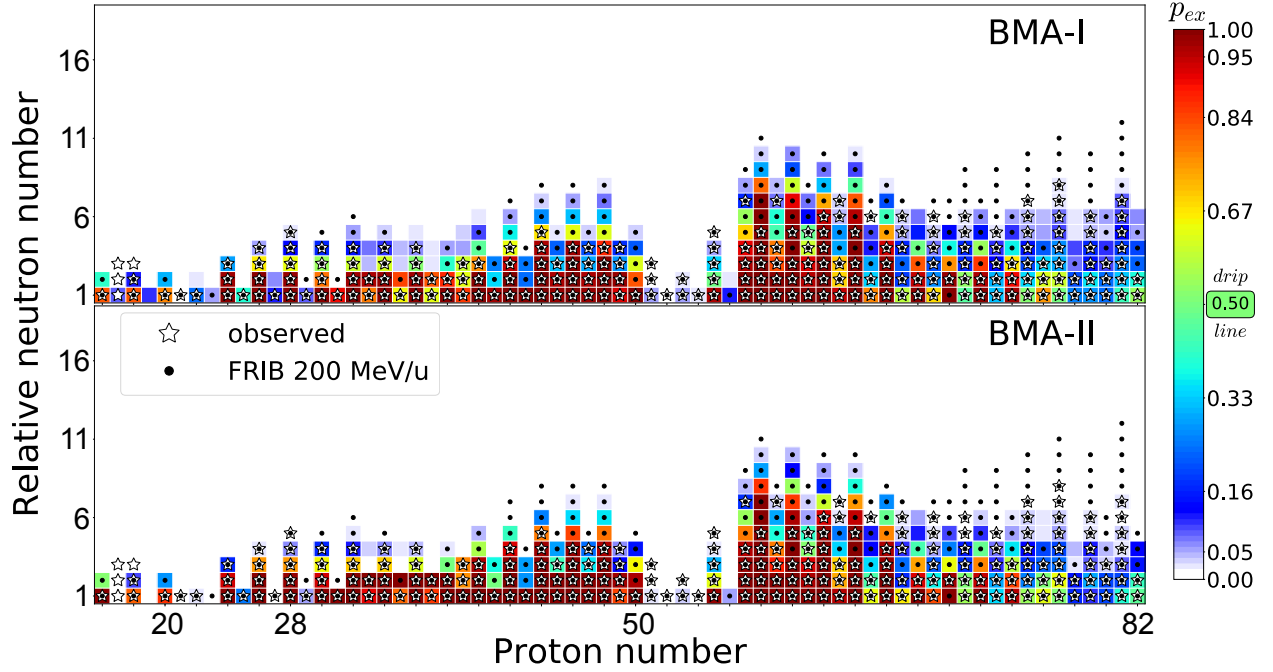 BMA-I
p_ex
1.00
0.95
0.84
0.67
drip
0.50
line
0.33
0.16
0.05
0.00
Relative neutron number
16
11
6
1
BMA-II
observed
FRIB 200 MeV/u
16
11
6
1
20 28 50 82
Proton number